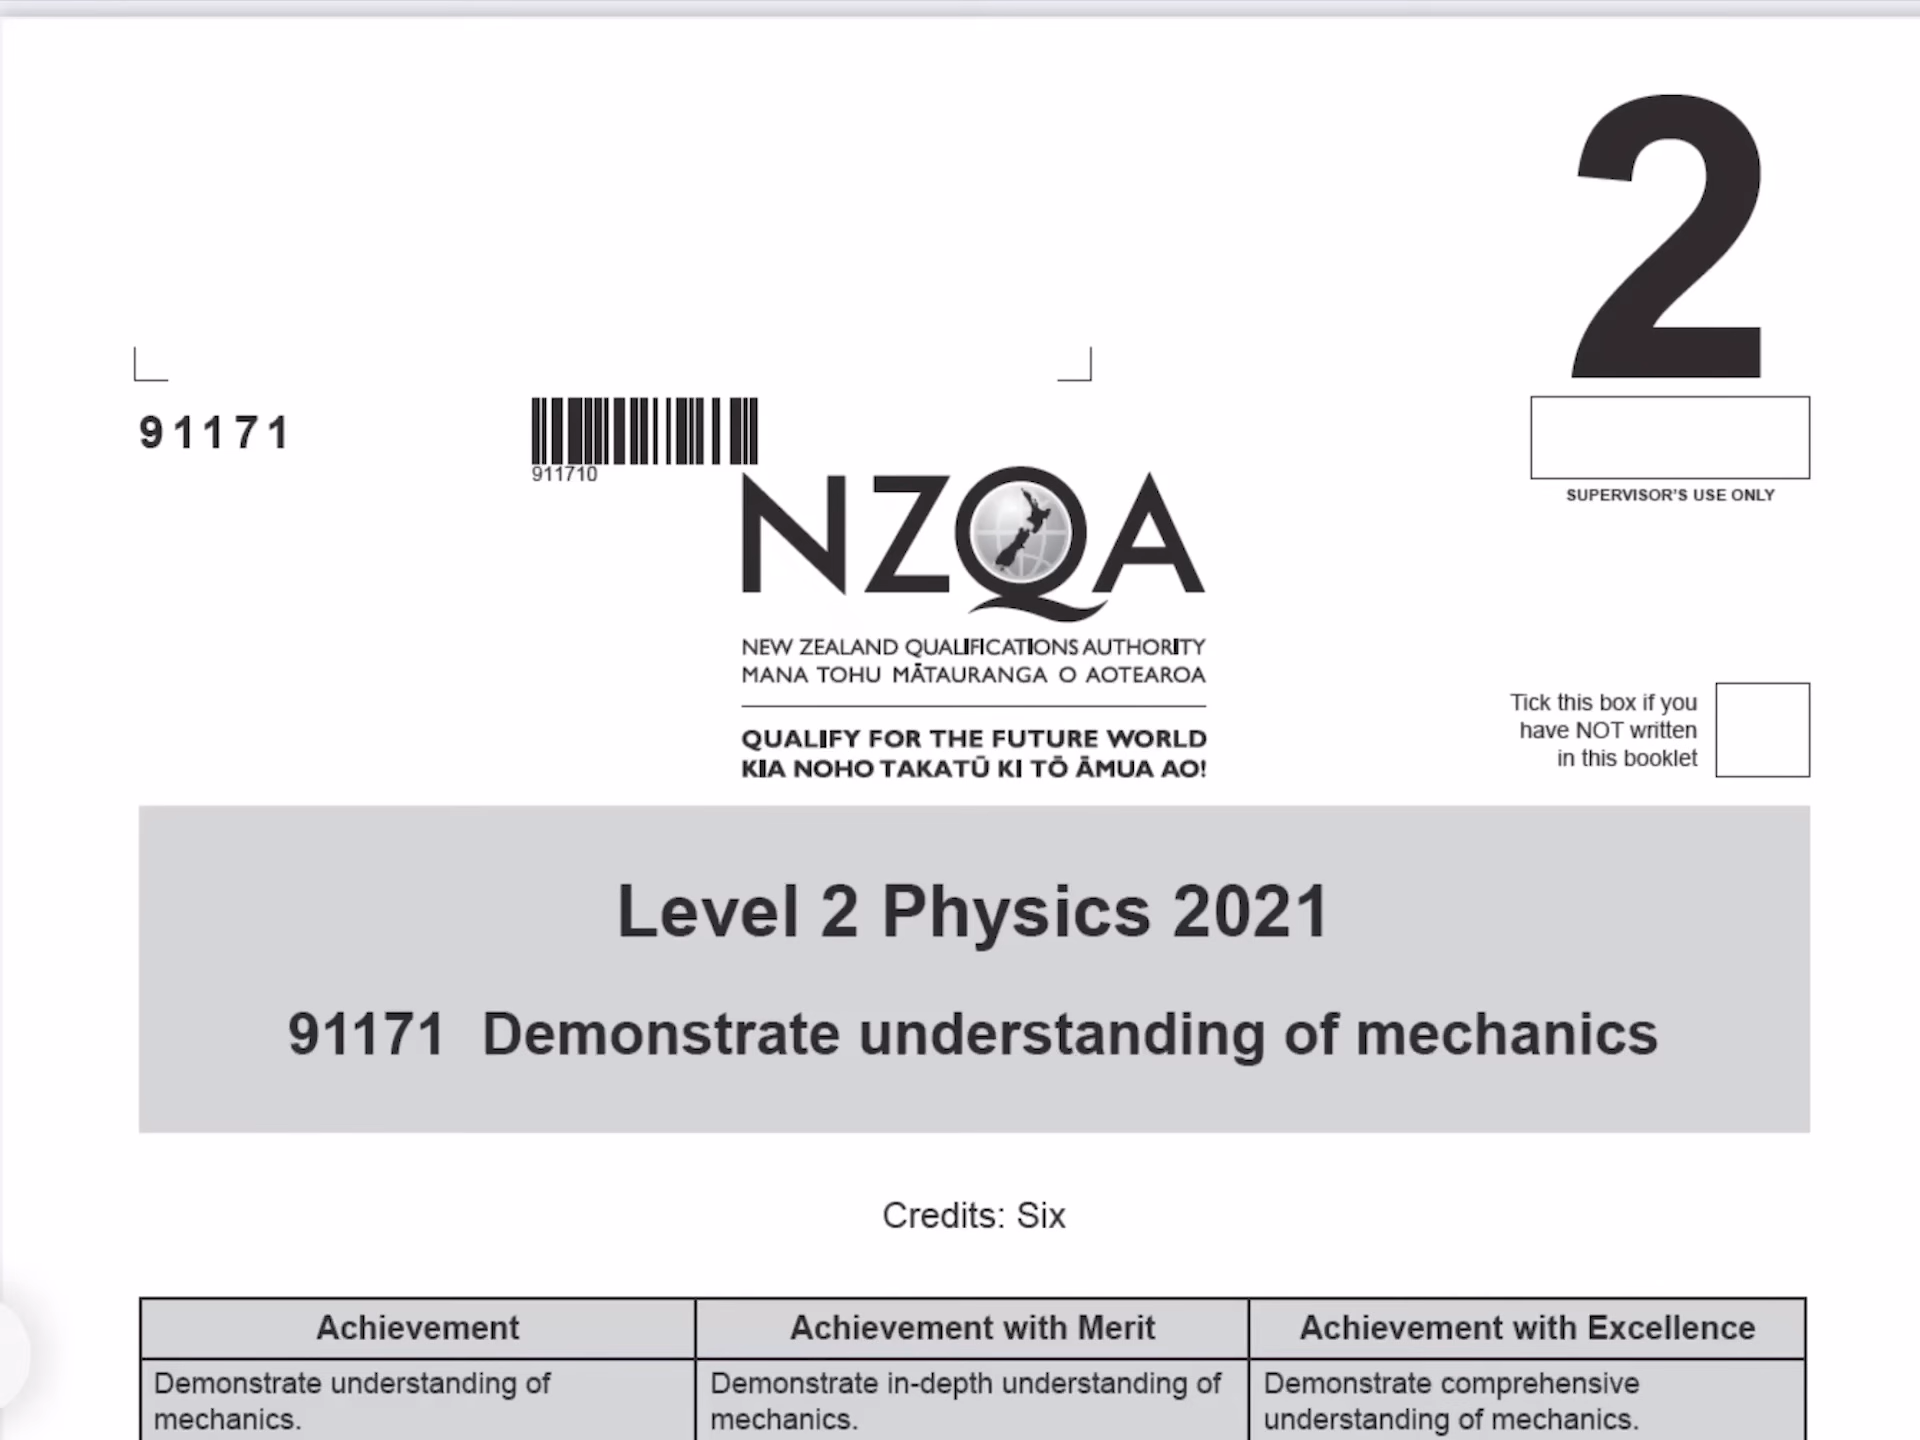 2
91171
911710
SUPERVISOR'S USE ONLY
NZQA
NEW ZEALAND QUALIFICATIONS AUTHORITY
MANA TOHU MĀTAURANGA O AOTEAROA
QUALIFY FOR THE FUTURE WORLD
KIA NOHO TAKATŪ KI TŌ ĀMUA AO!
Tick this box if you
have NOT written
in this booklet
Level 2 Physics 2021
91171 Demonstrate understanding of mechanics
Credits: Six
Achievement
Achievement with Merit
Achievement with Excellence
Demonstrate understanding of
mechanics.
Demonstrate in-depth understanding of
mechanics.
Demonstrate comprehensive
understanding of mechanics.